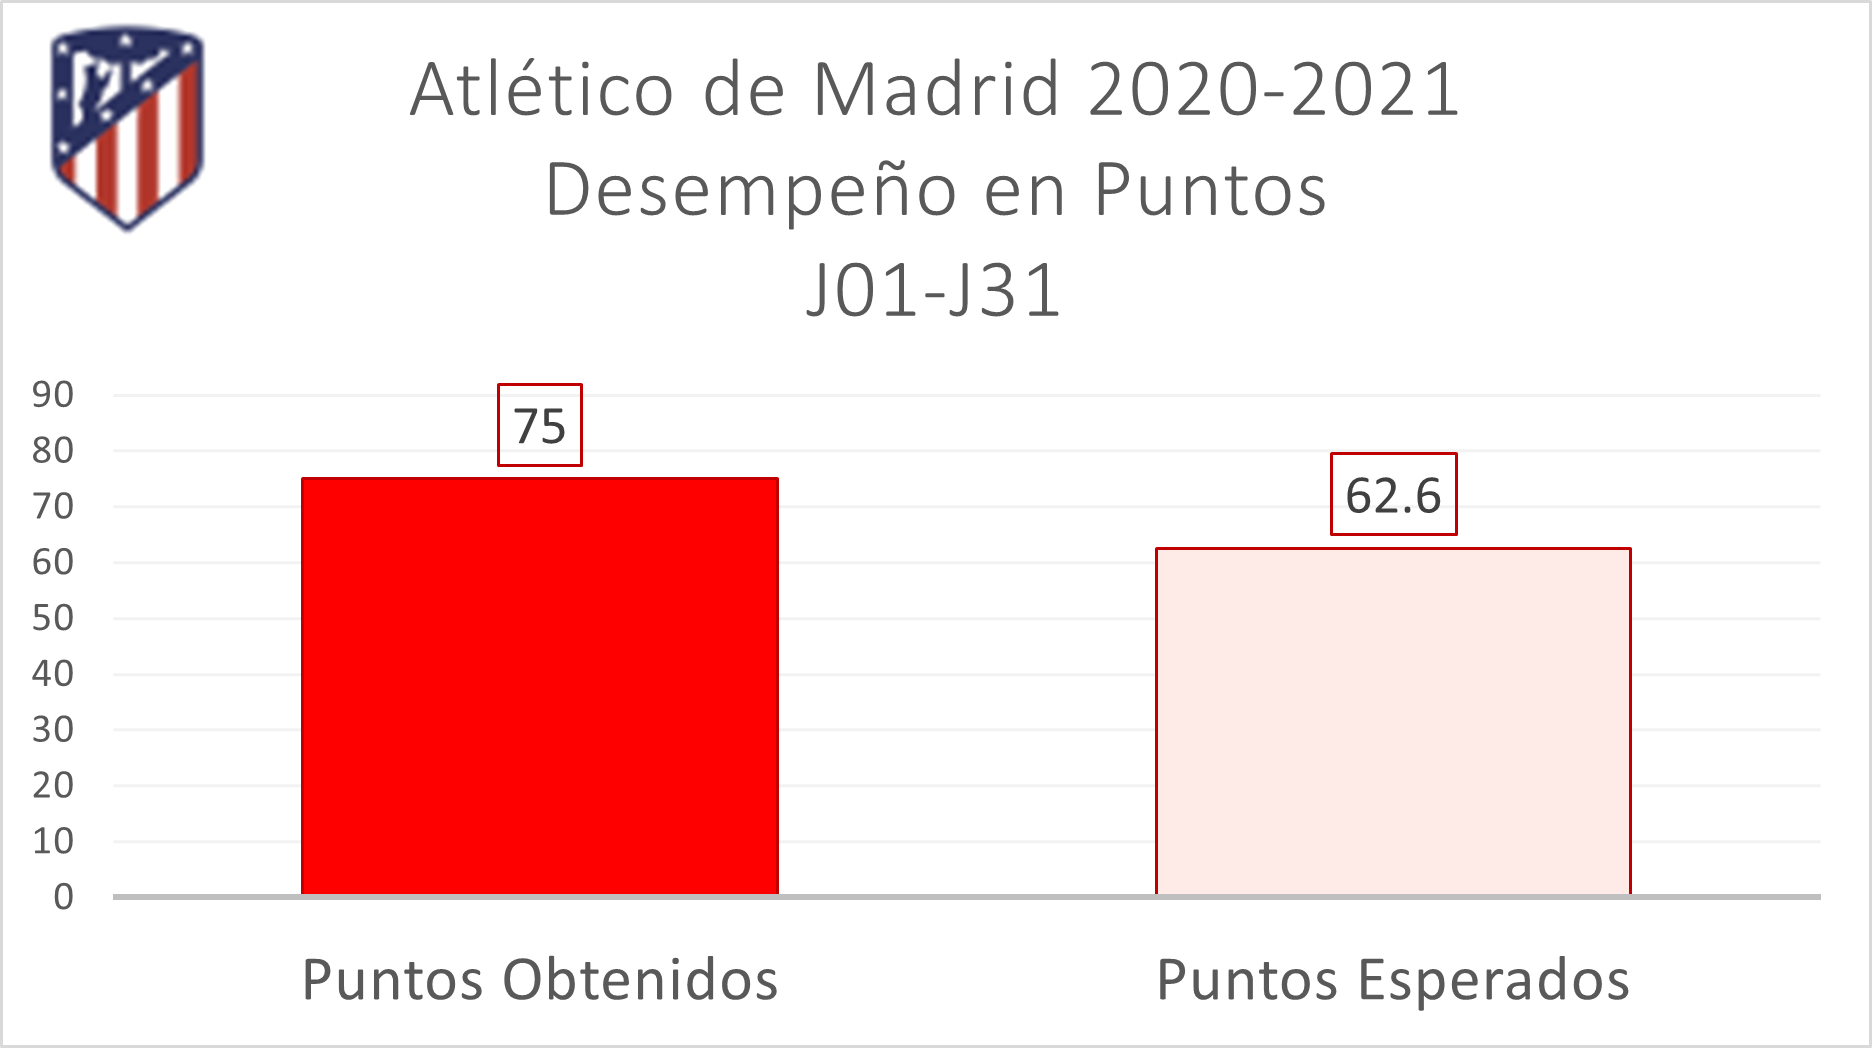 Atlético de Madrid 2020-2021
Desempeño en Puntos
J01-J31
90
80
70
60
50
40
30
20
10
0
75
62.6
Puntos Obtenidos
Puntos Esperados